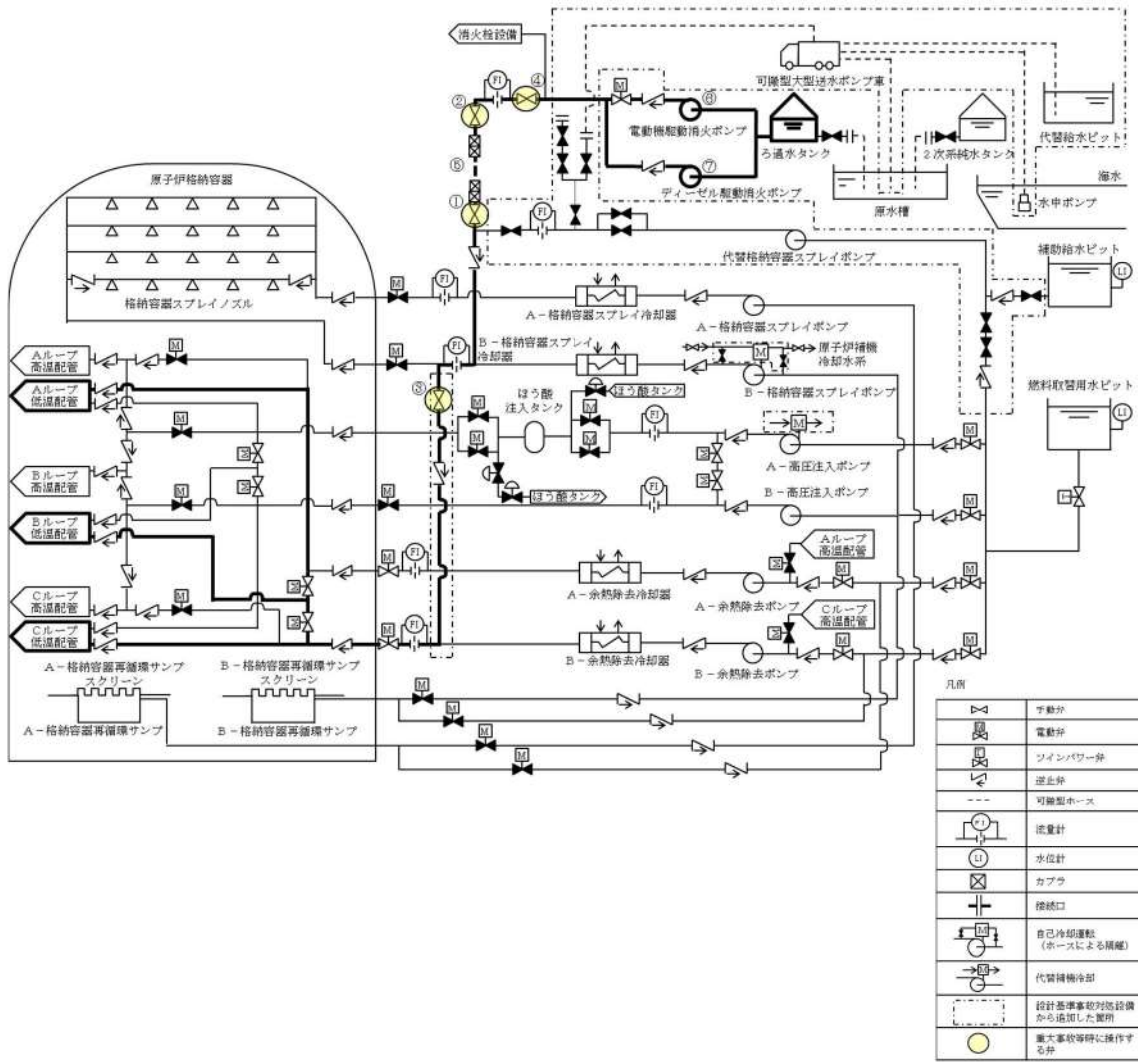 消火栓設備
FI
④
②
M
⑥
可搬型大型送水ポンプ車
電動機駆動消火ポンプ
ろ過水タンク
2次系純水タンク
代替給水ピット
⑤
⑦
ディーゼル駆動消火ポンプ
海水
原水槽
水中ポンプ
①
FI
原子炉格納容器
代替格納容器スプレイポンプ
補助給水ピット
LI
格納容器スプレイノズル
M
FI
A-格納容器スプレイ冷却器
A-格納容器スプレイポンプ
B-格納容器スプレイ
冷却器
FI
M
原子炉補機
冷却水系
B-格納容器スプレイポンプ
Aループ
高温配管
M
Aループ
低温配管
③
ほう酸
注入タンク
ほう酸タンク
燃料取替用水ピット
LI
M
FI
M
A-高圧注入ポンプ
Bループ
高温配管
M
M
ほう酸タンク
FI
B-高圧注入ポンプ
Bループ
低温配管
Aループ
高温配管
M
FI
A-余熱除去冷却器
A-余熱除去ポンプ
Cループ
高温配管
M
Cループ
高温配管
Cループ
低温配管
M
FI
B-余熱除去冷却器
B-余熱除去ポンプ
A-格納容器再循環サンプ
スクリーン
B-格納容器再循環サンプ
スクリーン
A-格納容器再循環サンプ
B-格納容器再循環サンプ
M
M
M
M
凡例
手動弁
M
電動弁
ツインパワー弁
逆止弁
可搬型ホース
FI
流量計
LI
水位計
カプラ
接続口
M
自己冷却運転
(ホースによる隔離)
M
代替補機冷却
設計基準事故対処設備
から追加した箇所
重大事故等時に操作す
る弁